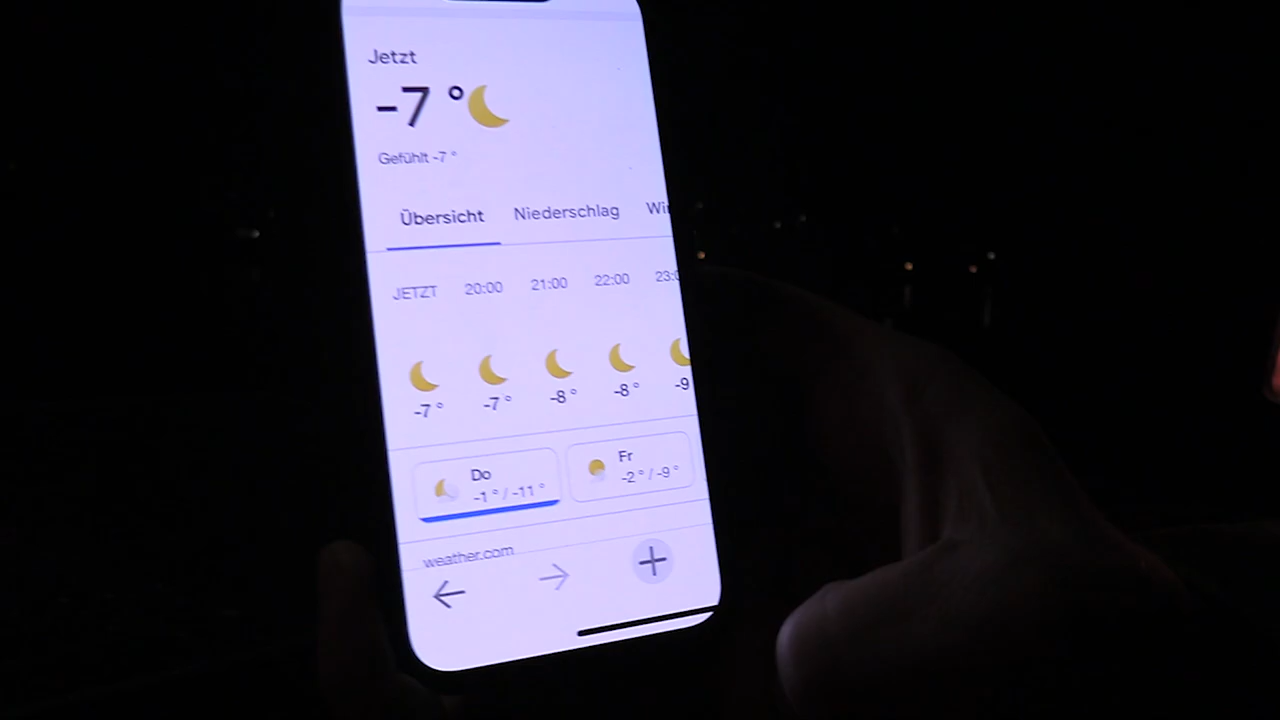 Jetzt
-7°
Gefühlt -7°
Übersicht Niederschlag
JETZT 20:00 21:00 22:00
-7° -7° -8° -8° -9
Do Fr
-1°/-11° -2°/-9°
weather.com